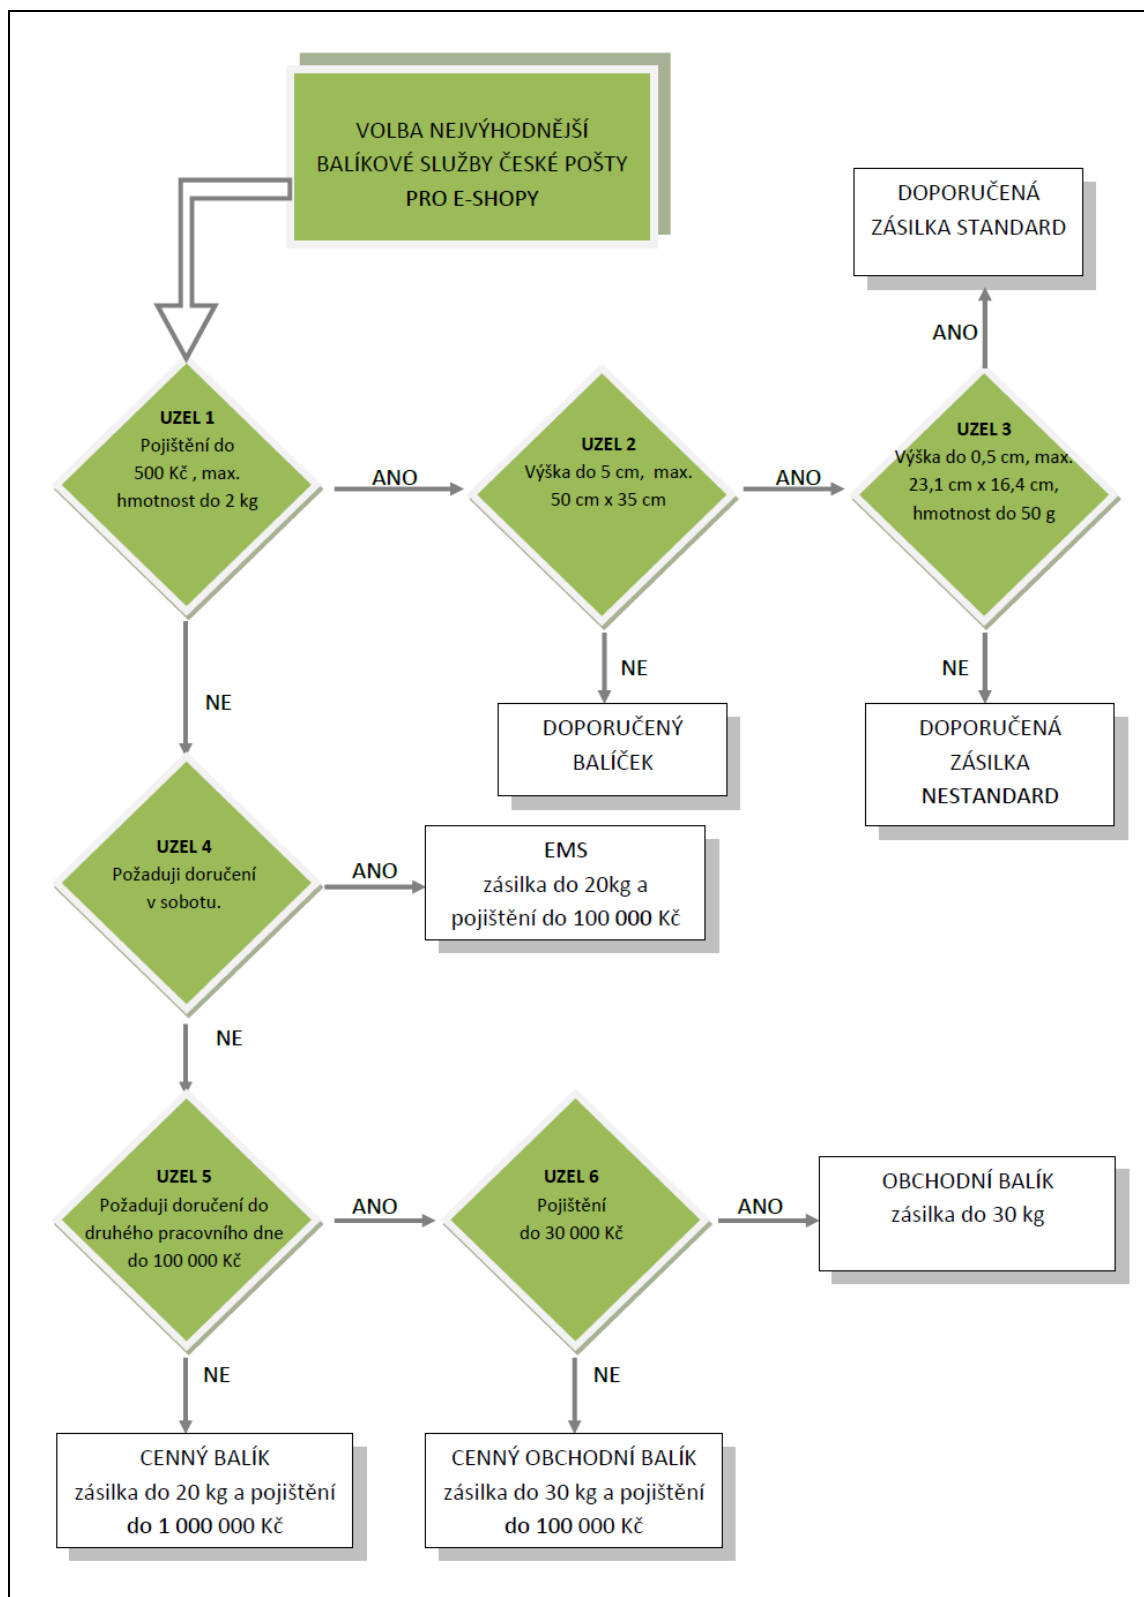 VOLBA NEJVÝHODNĚJŠÍ
BALÍKOVÉ SLUŽBY ČESKÉ POŠTY
PRO E-SHOPY
DOPORUČENÁ
ZÁSILKA STANDARD
ANO
UZEL 1
Pojištění do
500 Kč , max.
hmotnost do 2 kg
ANO
UZEL 2
Výška do 5 cm, max.
50 cm x 35 cm
ANO
UZEL 3
Výška do 0,5 cm, max.
23,1 cm x 16,4 cm,
hmotnost do 50 g
NE
NE
NE
DOPORUČENÝ
BALÍČEK
DOPORUČENÁ
ZÁSILKA
NESTANDARD
UZEL 4
Požaduji doručení
v sobotu.
ANO
EMS
zásilka do 20kg a
pojištění do 100 000 Kč
NE
UZEL 5
Požaduji doručení do
druhého pracovního dne
do 100 000 Kč
ANO
UZEL 6
Pojištění
do 30 000 Kč
ANO
OBCHODNÍ BALÍK
zásilka do 30 kg
NE
NE
CENNÝ BALÍK
zásilka do 20 kg a pojištění
do 1 000 000 Kč
CENNÝ OBCHODNÍ BALÍK
zásilka do 30 kg a pojištění
do 100 000 Kč